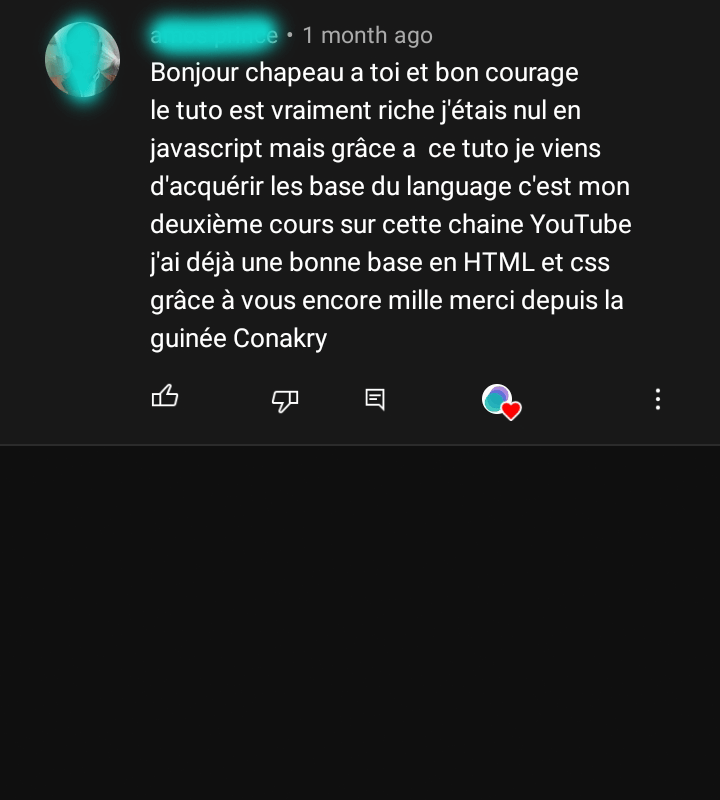 • 1 month ago
Bonjour chapeau a toi et bon courage
le tuto est vraiment riche j'étais nul en
javascript mais grâce a  ce tuto je viens
d'acquérir les base du language c'est mon
deuxième cours sur cette chaine YouTube
j'ai déjà une bonne base en HTML et css
grâce à vous encore mille merci depuis la
guinée Conakry